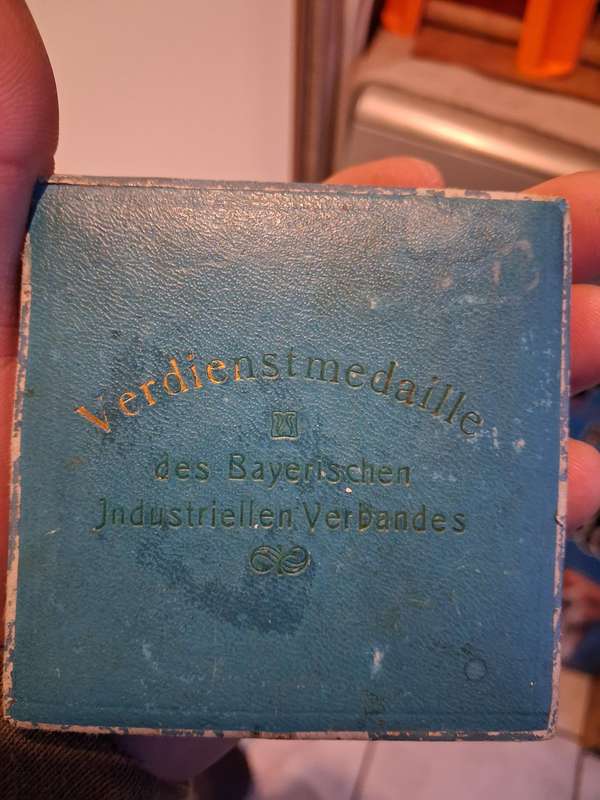 Verdienstmedaille
des Bayerischen
Industriellen Verbandes